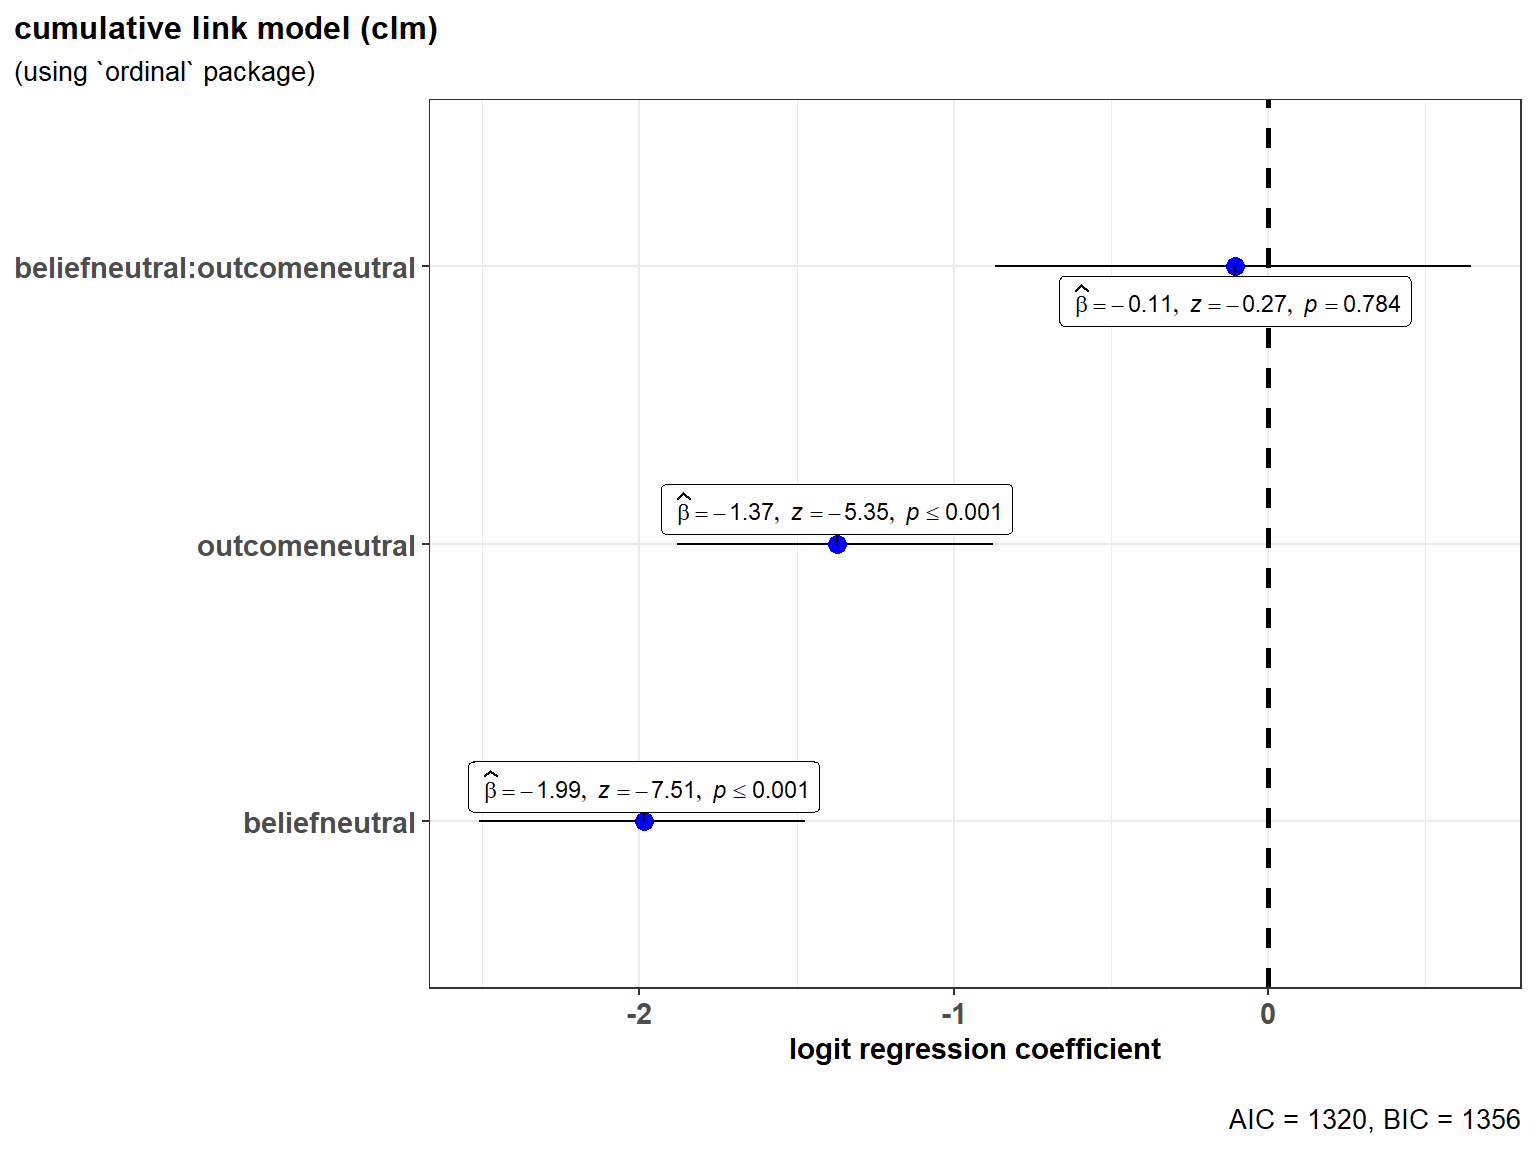 cumulative link model (clm)
(using `ordinal` package)
beliefneutral:outcomeneutral
β̂ = −0.11, z = −0.27, p = 0.784
β̂ = −1.37, z = −5.35, p ≤ 0.001
outcomeneutral
β̂ = −1.99, z = −7.51, p ≤ 0.001
beliefneutral
-2 -1 0
logit regression coefficient
AIC = 1320, BIC = 1356